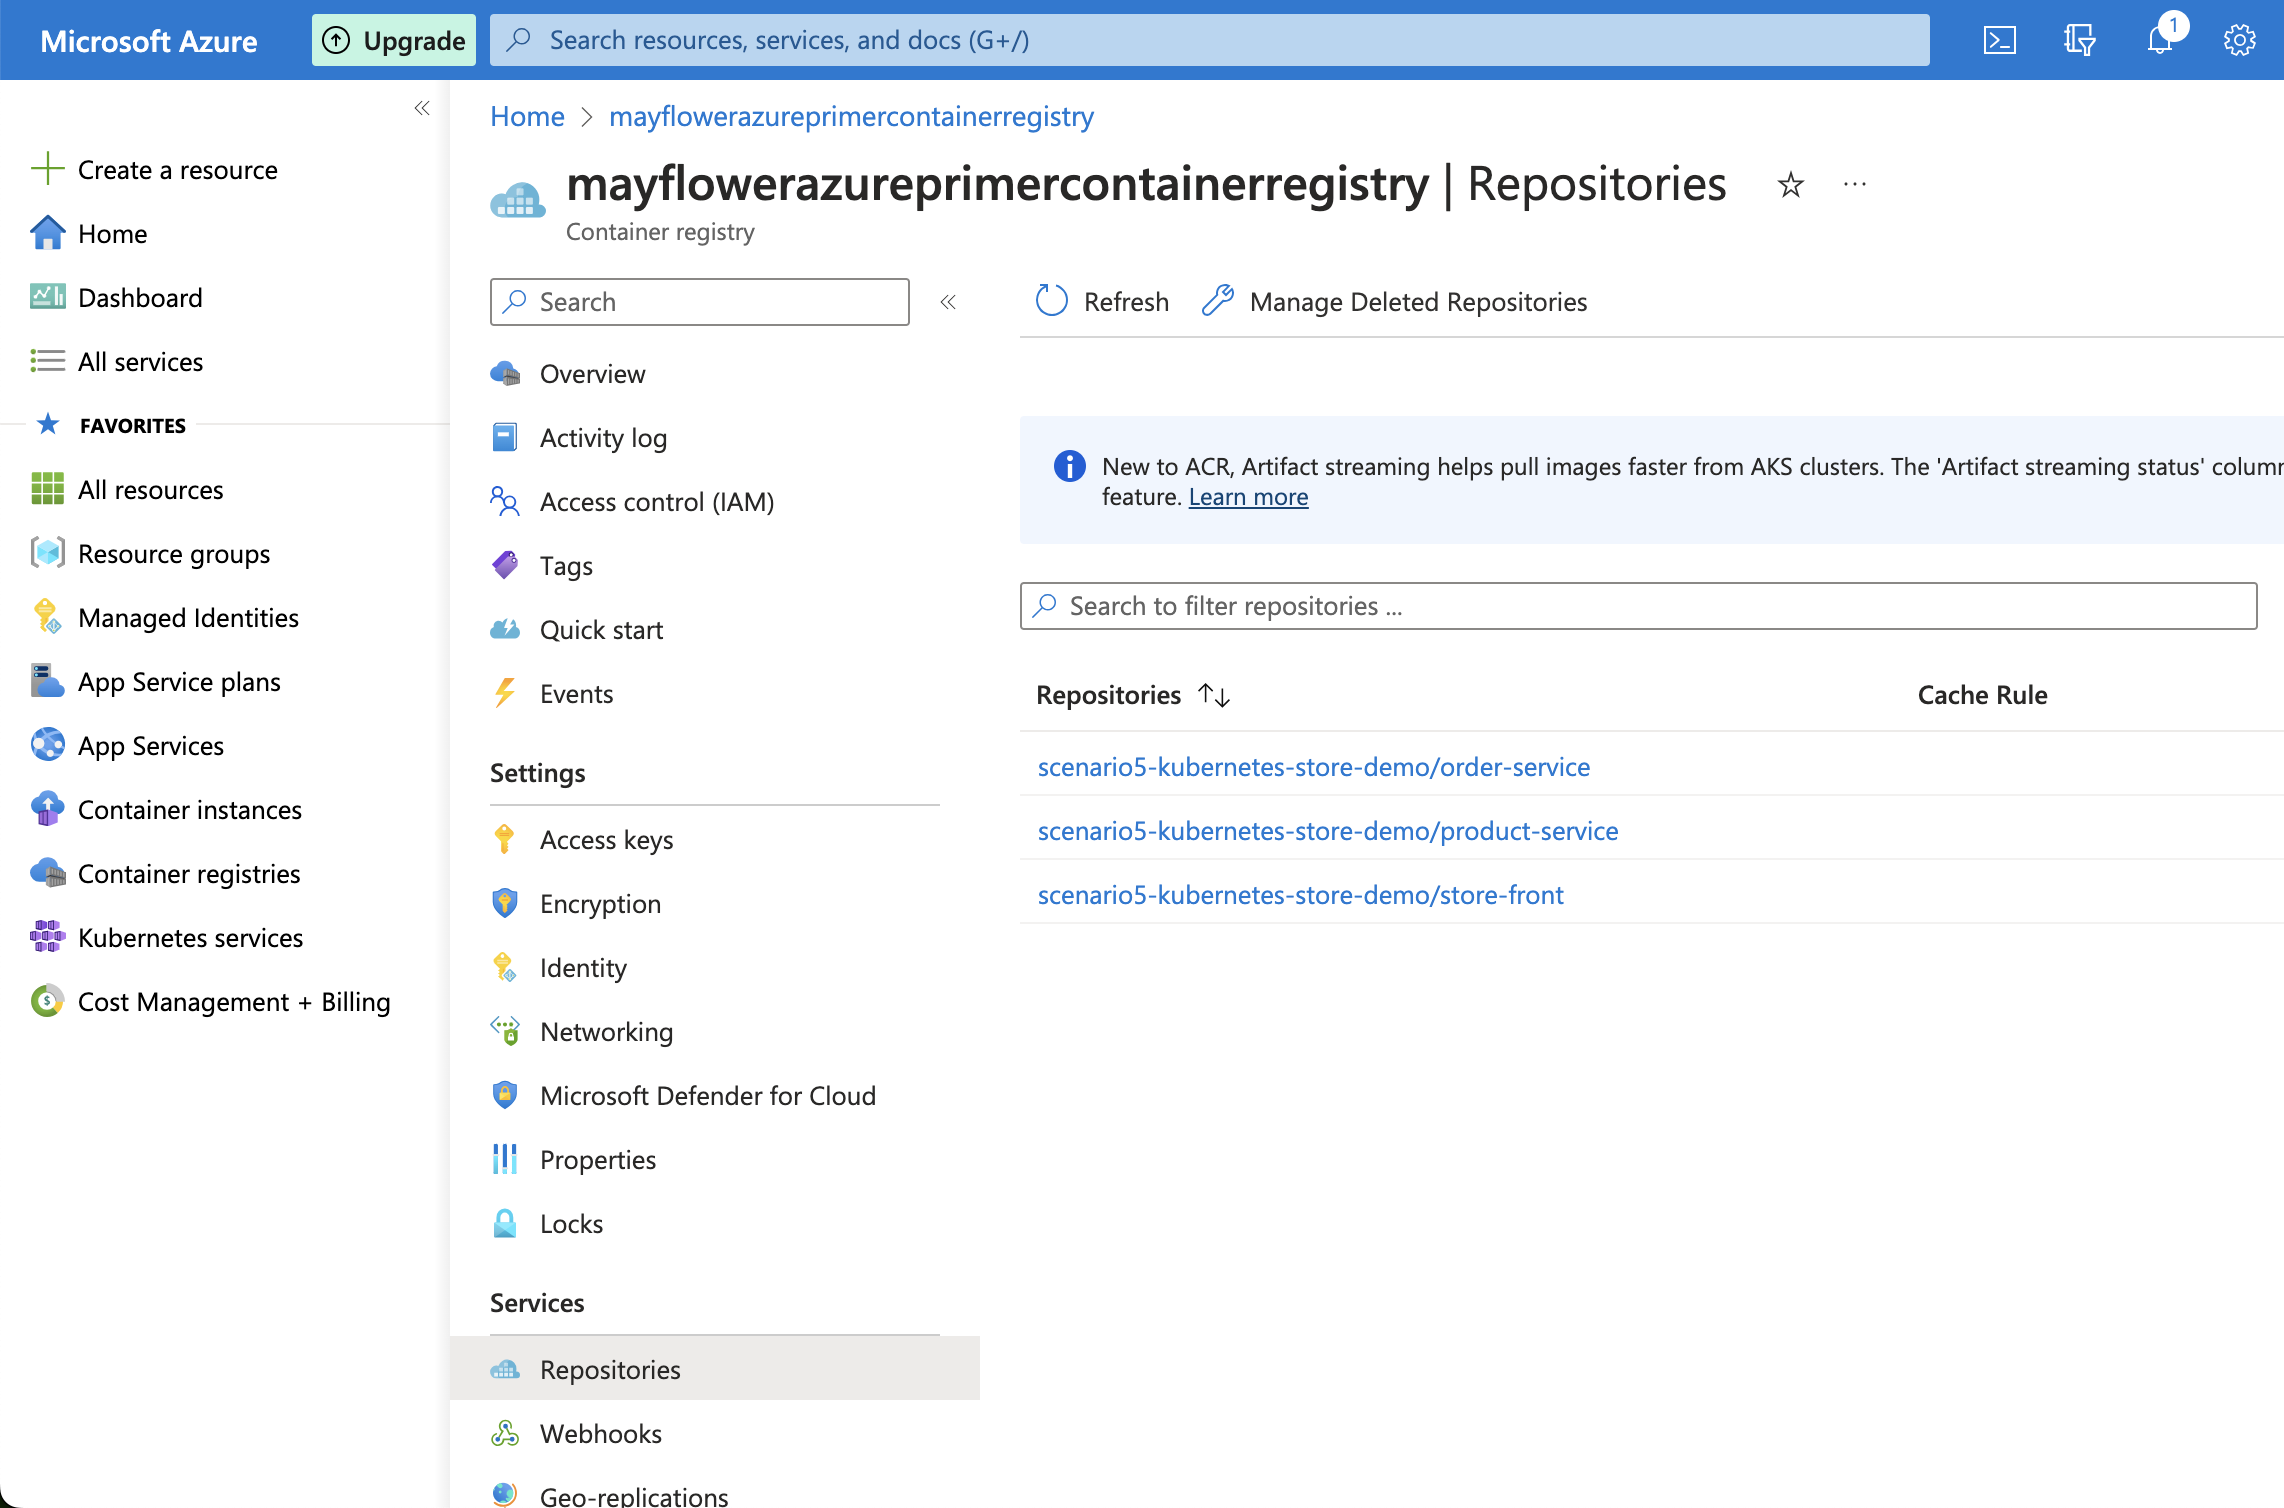 Microsoft Azure
Upgrade
Search resources, services, and docs (G+/)
1
Create a resource
Home
Dashboard
All services
FAVORITES
All resources
Resource groups
Managed Identities
App Service plans
App Services
Container instances
Container registries
Kubernetes services
Cost Management + Billing
Home > mayflowerazureprimercontainerregistry
mayflowerazureprimercontainerregistry | Repositories
Container registry
Search
Overview
Activity log
Access control (IAM)
Tags
Quick start
Events
Settings
Access keys
Encryption
Identity
Networking
Microsoft Defender for Cloud
Properties
Locks
Services
Repositories
Webhooks
Geo-replications
Refresh
Manage Deleted Repositories
New to ACR, Artifact streaming helps pull images faster from AKS clusters. The 'Artifact streaming status' column
feature. Learn more
Search to filter repositories ...
Repositories
Cache Rule
scenario5-kubernetes-store-demo/order-service
scenario5-kubernetes-store-demo/product-service
scenario5-kubernetes-store-demo/store-front